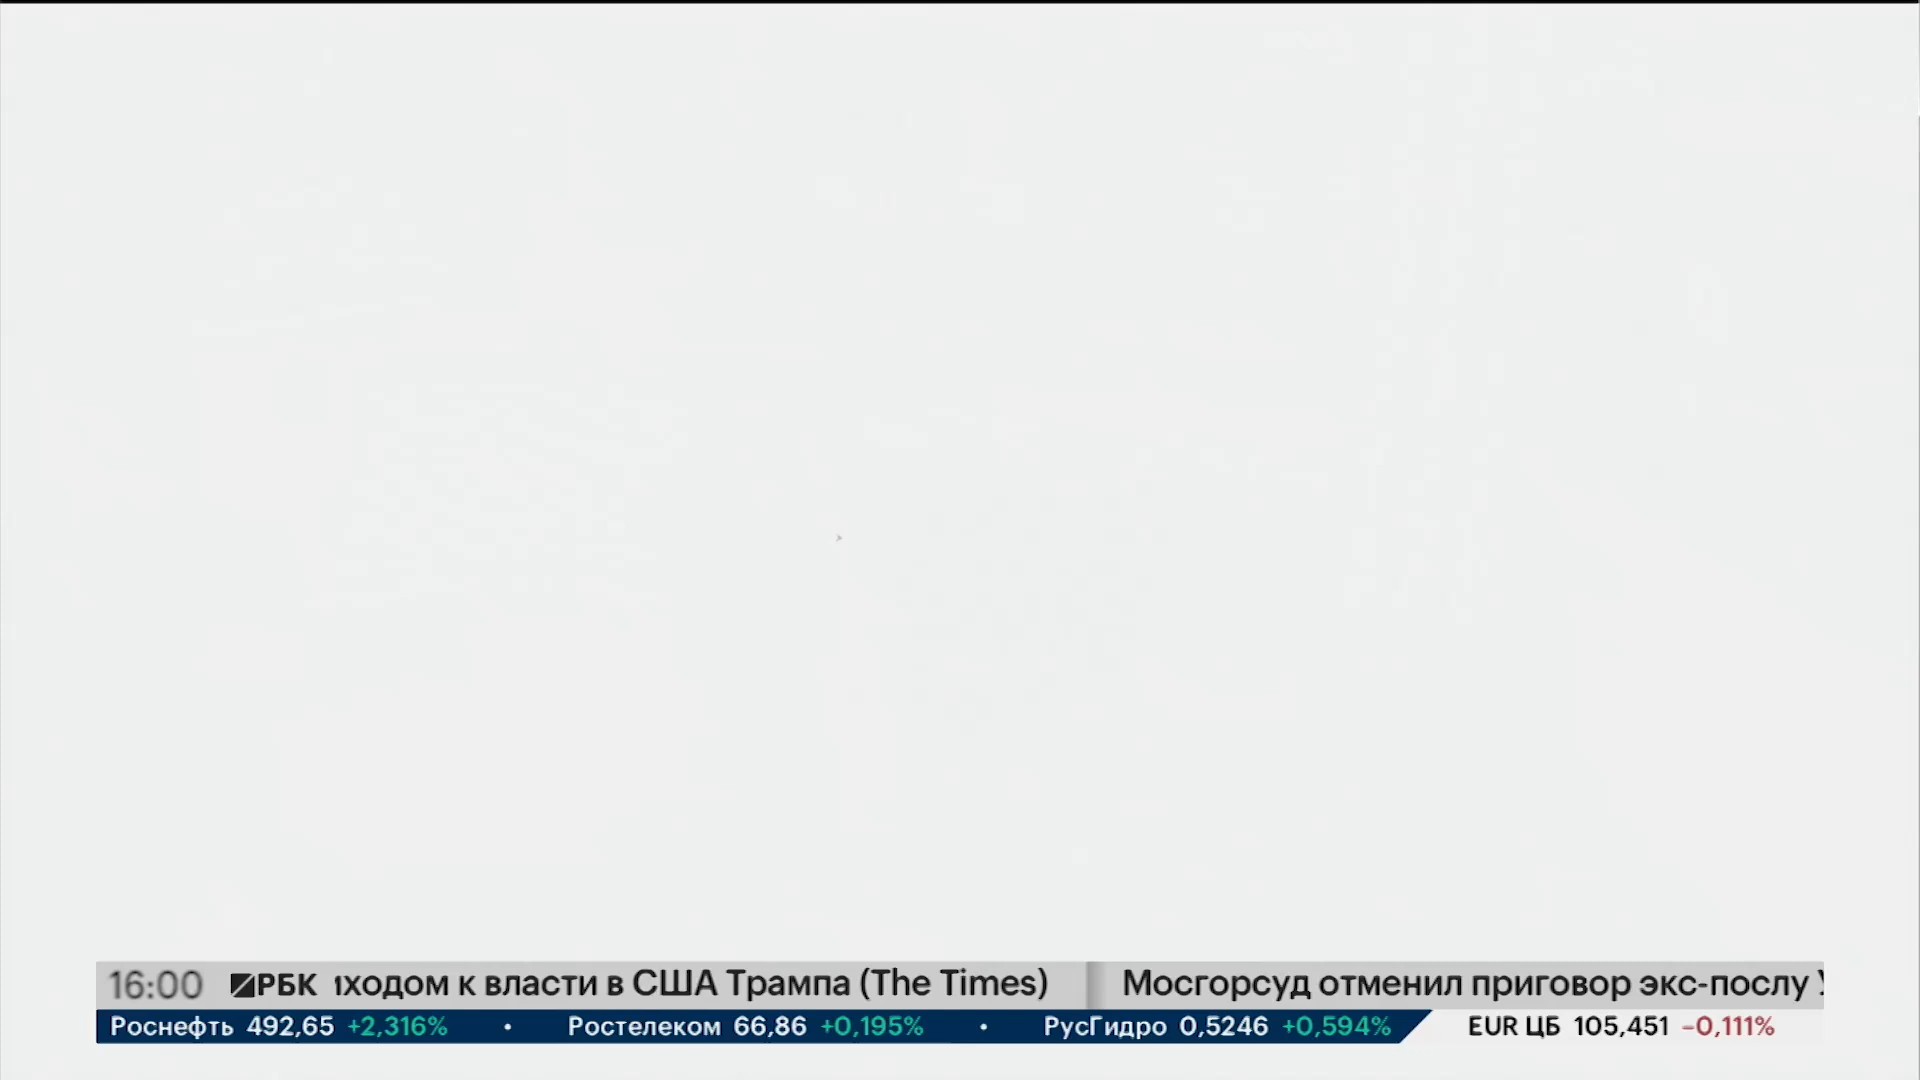 16:00 РБК ыходом к власти в США Трампа (The Times) Мосгорсуд отменил приговор экс-послу
Роснефть 492,65 +2,316% • Ростелеком 66,86 +0,195% • РусГидро 0,5246 +0,594% EUR ЦБ 105,451 −0,111%